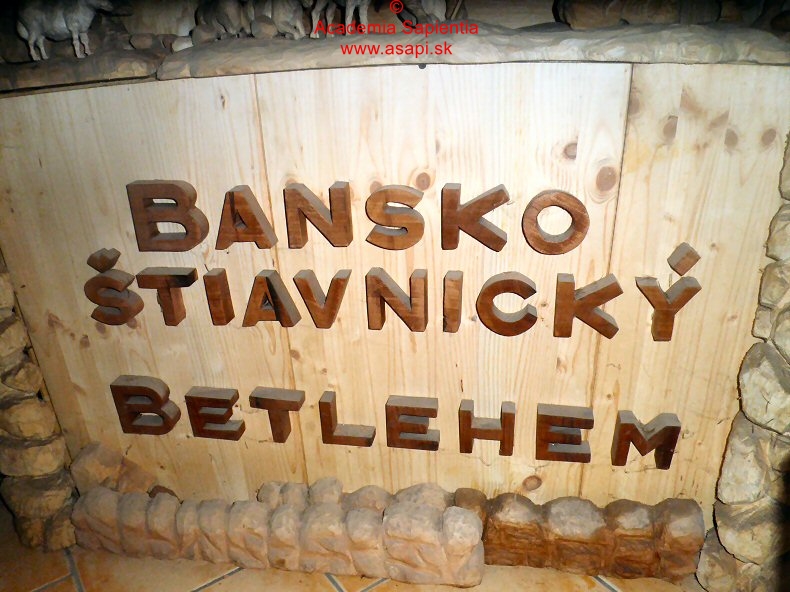 ©
Academia Sapientia
www.asapi.sk
BANSKO
ŠTIAVNICKÝ
BETLEHEM